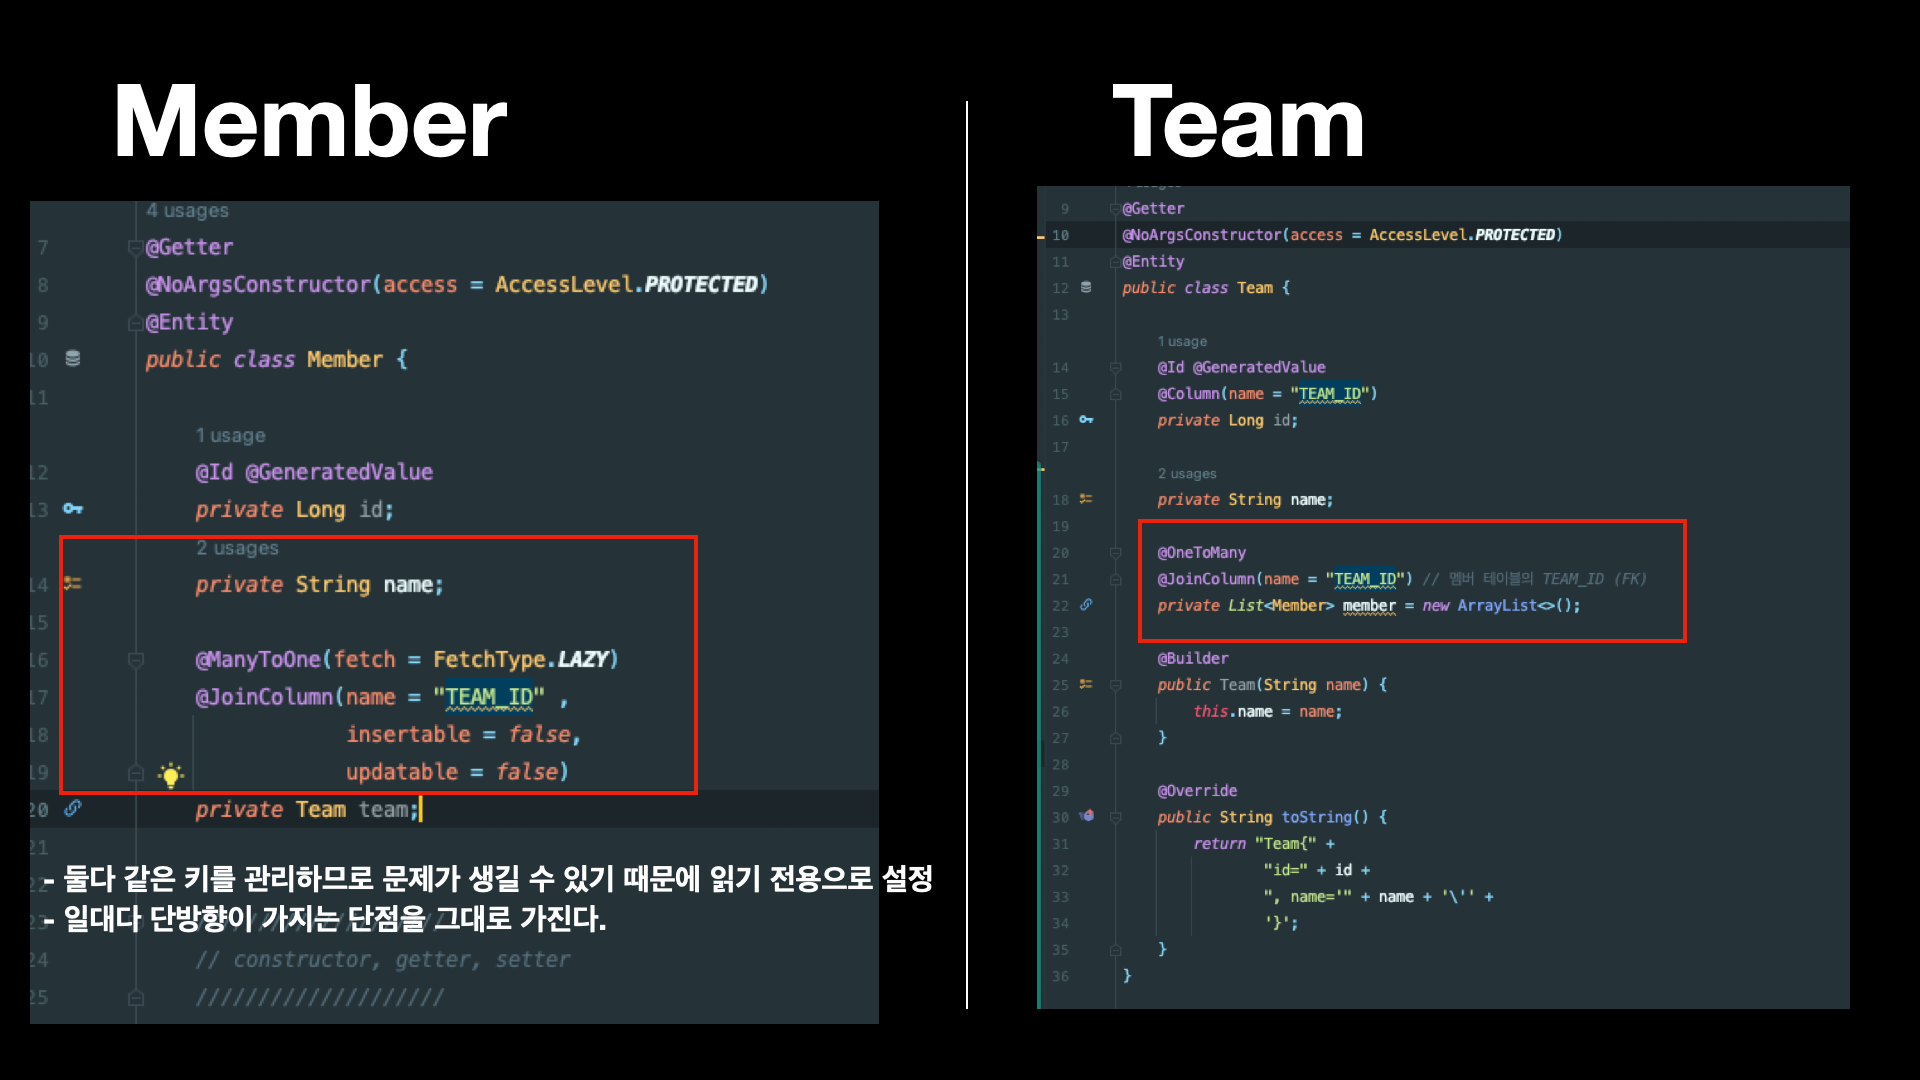 Member
4 usages
7 @Getter
8 @NoArgsConstructor(access = AccessLevel.PROTECTED)
9 @Entity
10 public class Member {
11
1 usage
12 @Id @GeneratedValue
13 private Long id;
2 usages
14 private String name;
15
16 @ManyToOne(fetch = FetchType.LAZY)
17 @JoinColumn(name = "TEAM_ID" ,
18 insertable = false,
19 updatable = false)
20 private Team team;
21
22 - 둘다 같은 키를 관리하므로 문제가 생길 수 있기 때문에 읽기 전용으로 설정
23 - 일대다 단방향이 가지는 단점을 그대로 가진다.
24 // constructor, getter, setter
25 ////////////////////
Team
9 @Getter
10 @NoArgsConstructor(access = AccessLevel.PROTECTED)
11 @Entity
12 public class Team {
13
1 usage
14 @Id @GeneratedValue
15 @Column(name = "TEAM_ID")
16 private Long id;
17
2 usages
18 private String name;
19
20 @OneToMany
21 @JoinColumn(name = "TEAM_ID") // 멤버 테이블의 TEAM_ID (FK)
22 private List<Member> member = new ArrayList<>();
23
24 @Builder
25 public Team(String name) {
26 this.name = name;
27 }
28
29 @Override
30 public String toString() {
31 return "Team{" +
32 "id=" + id +
33 ", name='" + name + '\'' +
34 '}';
35 }
36 }